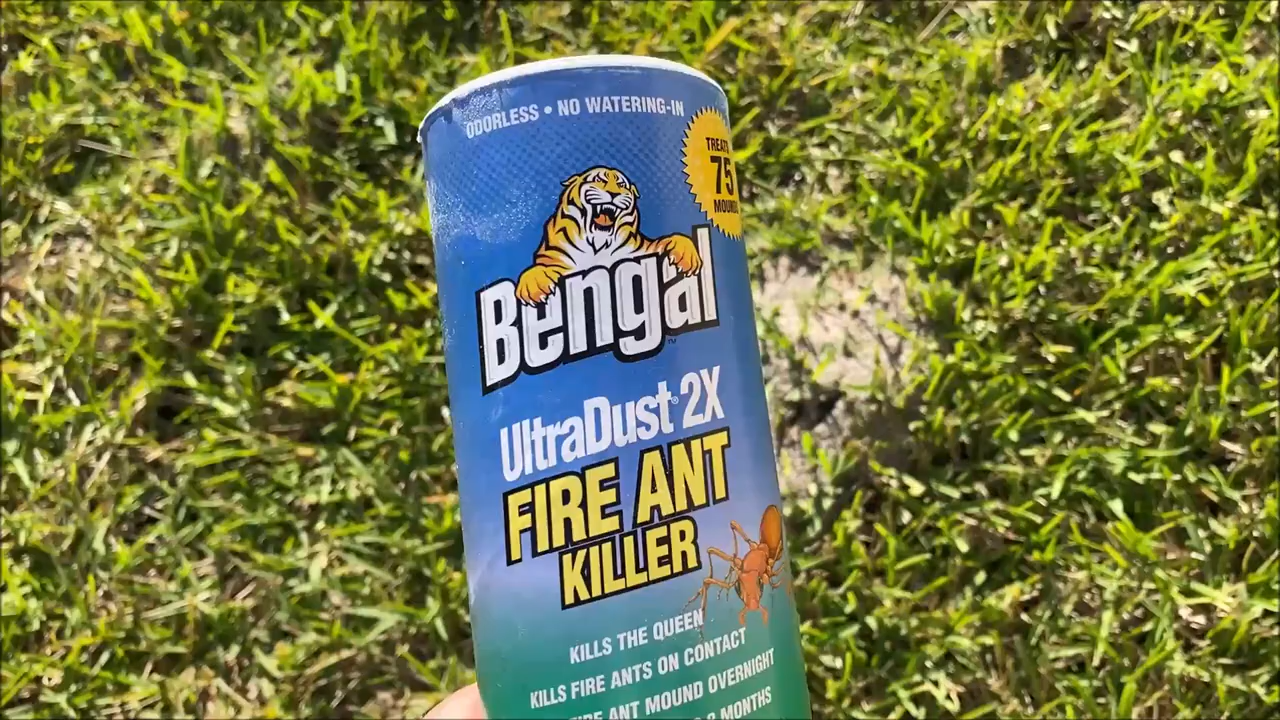 ODORLESS • NO WATERING-IN
TREATS
75
MOUNDS
Bengal™
UltraDust® 2X
FIRE ANT
KILLER
KILLS THE QUEEN
KILLS FIRE ANTS ON CONTACT
FIRE ANT MOUND OVERNIGHT
MONTHS